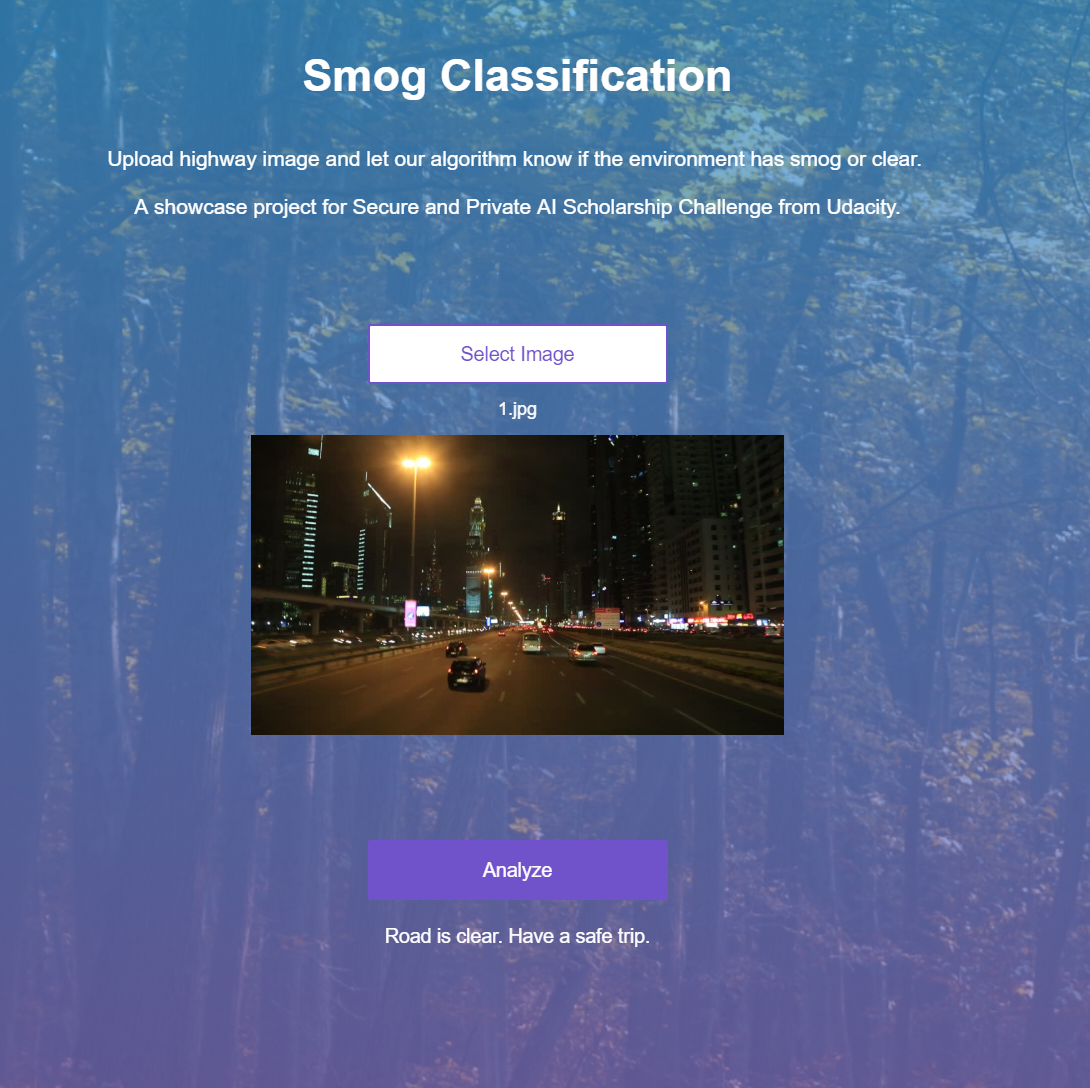 Smog Classification
Upload highway image and let our algorithm know if the environment has smog or clear.
A showcase project for Secure and Private AI Scholarship Challenge from Udacity.
Select Image
1.jpg
Analyze
Road is clear. Have a safe trip.